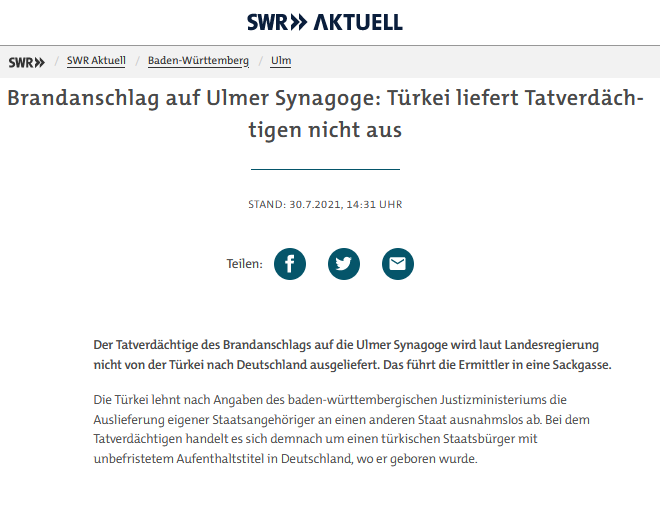 SWR» AKTUELL
SWR» / SWR Aktuell / Baden-Württemberg / Ulm
Brandanschlag auf Ulmer Synagoge: Türkei liefert Tatverdäch-
tigen nicht aus
STAND: 30.7.2021, 14:31 UHR
Teilen:
Der Tatverdächtige des Brandanschlags auf die Ulmer Synagoge wird laut Landesregierung
nicht von der Türkei nach Deutschland ausgeliefert. Das führt die Ermittler in eine Sackgasse.
Die Türkei lehnt nach Angaben des baden-württembergischen Justizministeriums die
Auslieferung eigener Staatsangehöriger an einen anderen Staat ausnahmslos ab. Bei dem
Tatverdächtigen handelt es sich demnach um einen türkischen Staatsbürger mit
unbefristetem Aufenthaltstitel in Deutschland, wo er geboren wurde.